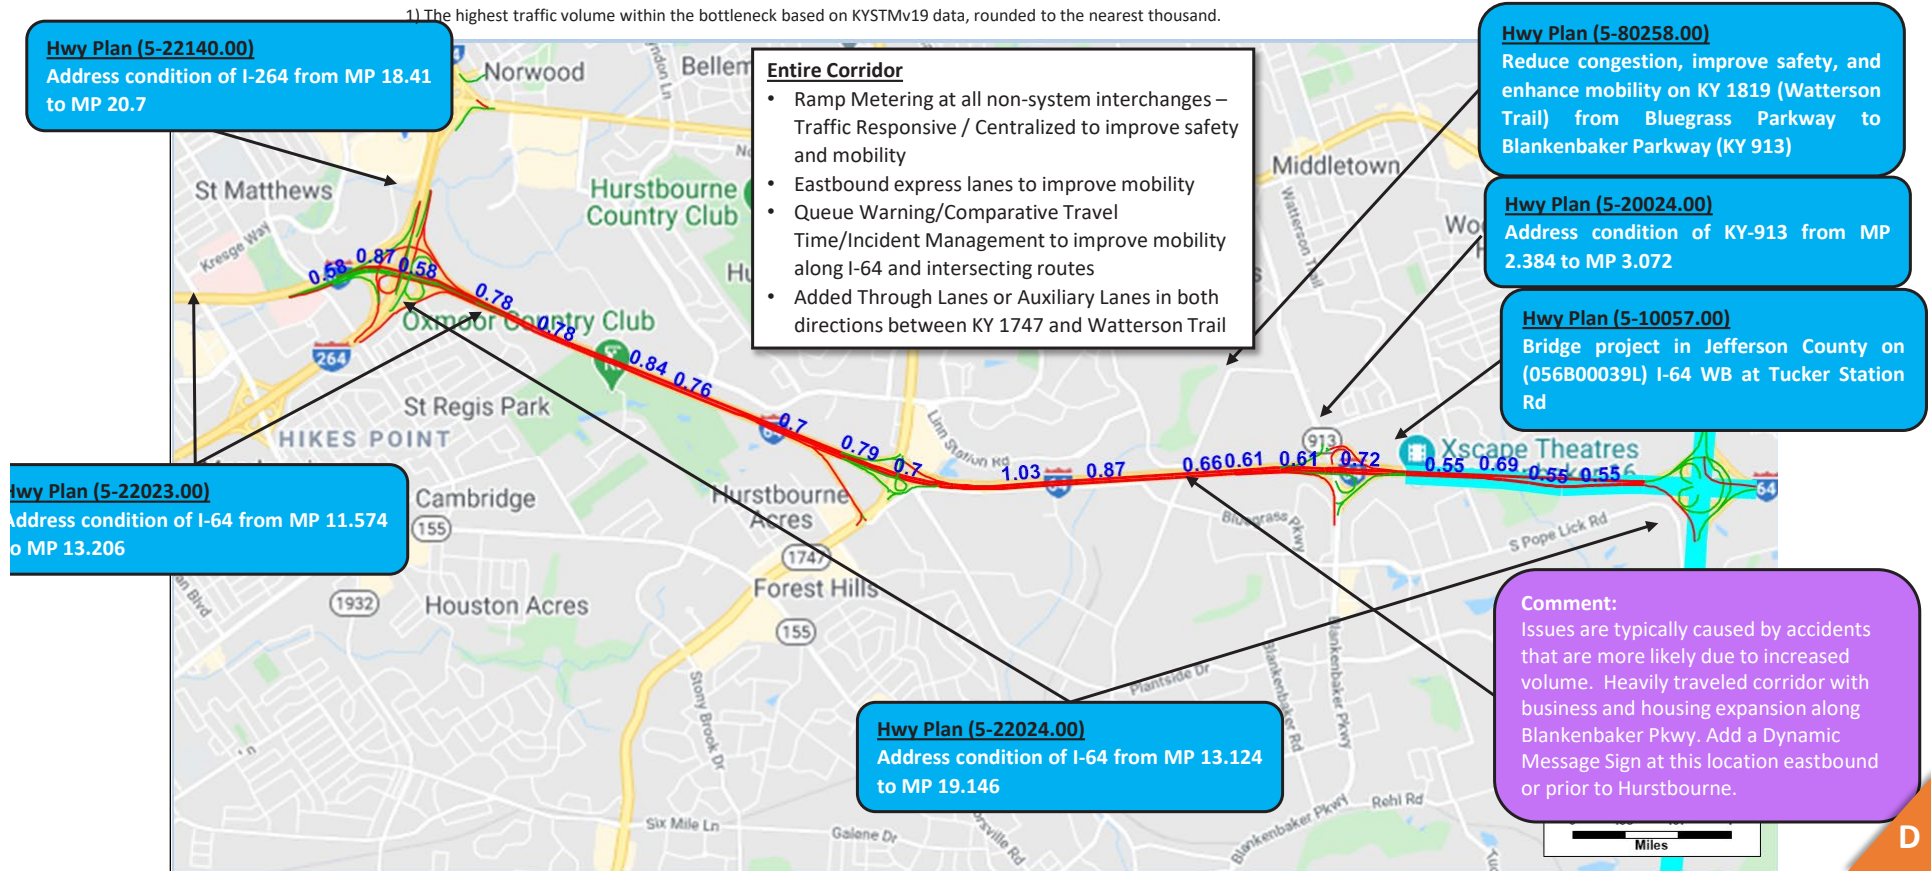 1) The highest traffic volume within the bottleneck based on KYSTMv19 data, rounded to the nearest thousand.
Hwy Plan (5-22140.00)
Address condition of I-264 from MP 18.41
to MP 20.7
Entire Corridor
• Ramp Metering at all non-system interchanges –
Traffic Responsive / Centralized to improve safety
and mobility
• Eastbound express lanes to improve mobility
• Queue Warning/Comparative Travel
Time/Incident Management to improve mobility
along I-64 and intersecting routes
• Added Through Lanes or Auxiliary Lanes in both
directions between KY 1747 and Watterson Trail
Hwy Plan (5-80258.00)
Reduce congestion, improve safety, and
enhance mobility on KY 1819 (Watterson
Trail) from Bluegrass Parkway to
Blankenbaker Parkway (KY 913)
Hwy Plan (5-20024.00)
Address condition of KY-913 from MP
2.384 to MP 3.072
Hwy Plan (5-10057.00)
Bridge project in Jefferson County on
(056B00039L) I-64 WB at Tucker Station
Rd
Norwood
St Matthews
Kresge Way
Hurstbourne
Country Club
Middletown
Watterson Trail
0.58
0.87
0.58
0.78
0.78
0.84
0.76
0.7
0.79
0.7
1.03
0.87
0.66
0.61
0.61
0.72
0.55
0.69
0.55
0.55
Oxmoor Country Club
264
St Regis Park
HIKES POINT
Linn Station Rd
913
Xscape Theatres
64
Hwy Plan (5-22023.00)
Address condition of I-64 from MP 11.574
to MP 13.206
Cambridge
155
Hurstbourne
Acres
Bluegrass Pkwy
S Pope Lick Rd
1747
Forest Hills
1932
Houston Acres
155
Stony Brook Dr
Plantside Dr
Blankenbaker Rd
Blankenbaker Pkwy
Hwy Plan (5-22024.00)
Address condition of I-64 from MP 13.124
to MP 19.146
Comment:
Issues are typically caused by accidents
that are more likely due to increased
volume. Heavily traveled corridor with
business and housing expansion along
Blankenbaker Pkwy. Add a Dynamic
Message Sign at this location eastbound
or prior to Hurstbourne.
Six Mile Ln
Galene Dr
Blankenbaker Pkwy
Rehl Rd
Miles
D